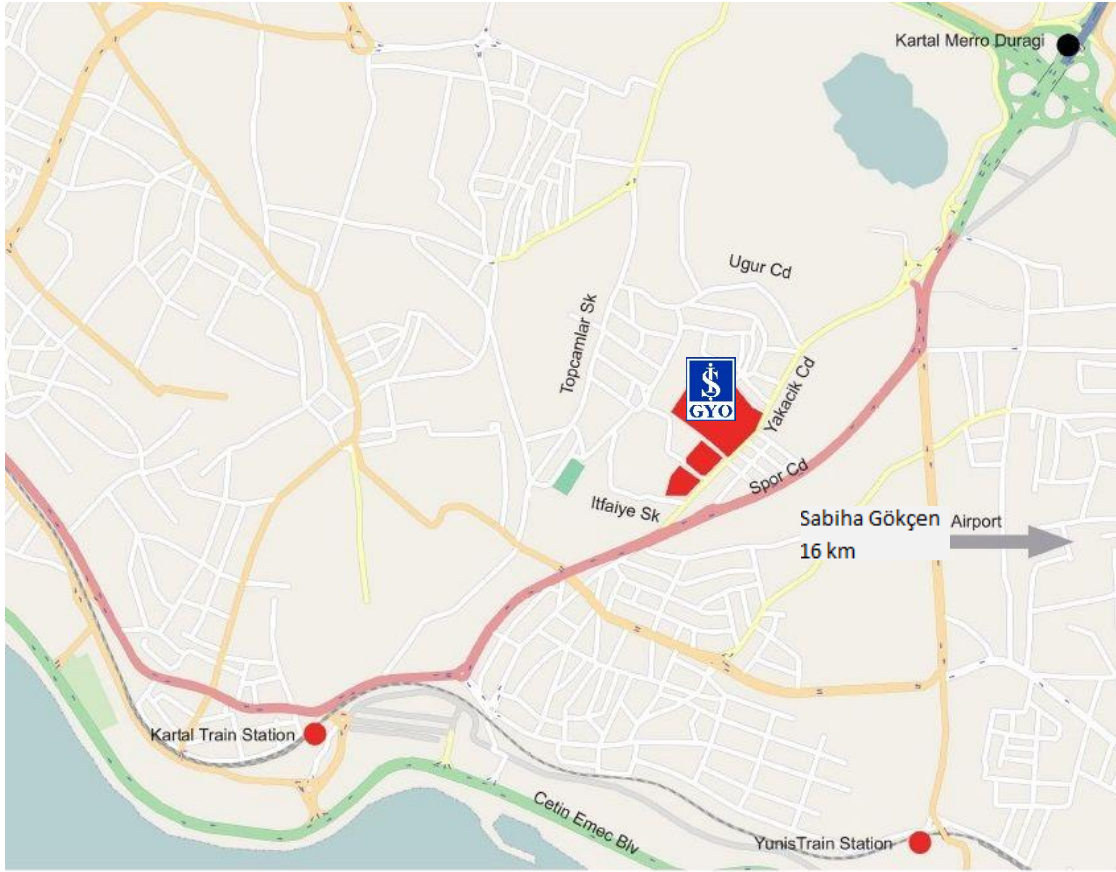 Kartal Merro Duragi
Ugur Cd
Topcamlar Sk
İŞ
GYO
Yakacik Cd
Spor Cd
Itfaiye Sk
Sabiha Gökçen
Airport
16 km
Kartal Train Station
Cetin Emec Blv
YunisTrain Station